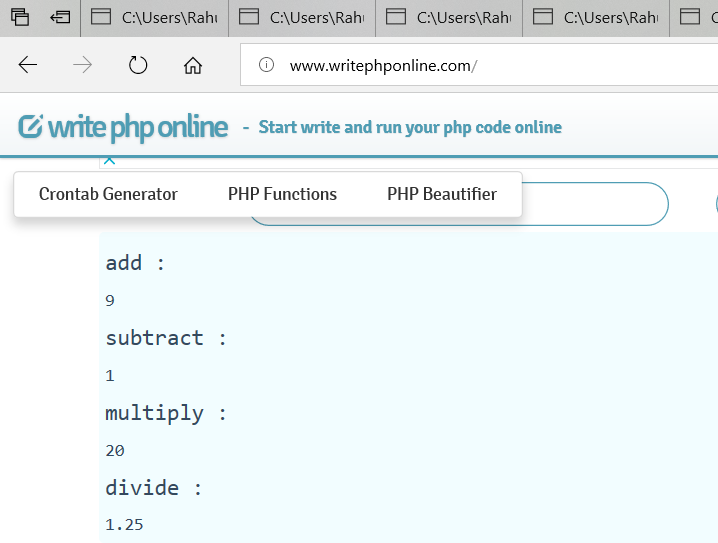 C:\Users\Rahu C:\Users\Rahu C:\Users\Rahu C:\Users\Rahu
www.writephponline.com/
write php online - Start write and run your php code online
Crontab Generator PHP Functions PHP Beautifier
add :
9
subtract :
1
multiply :
20
divide :
1.25